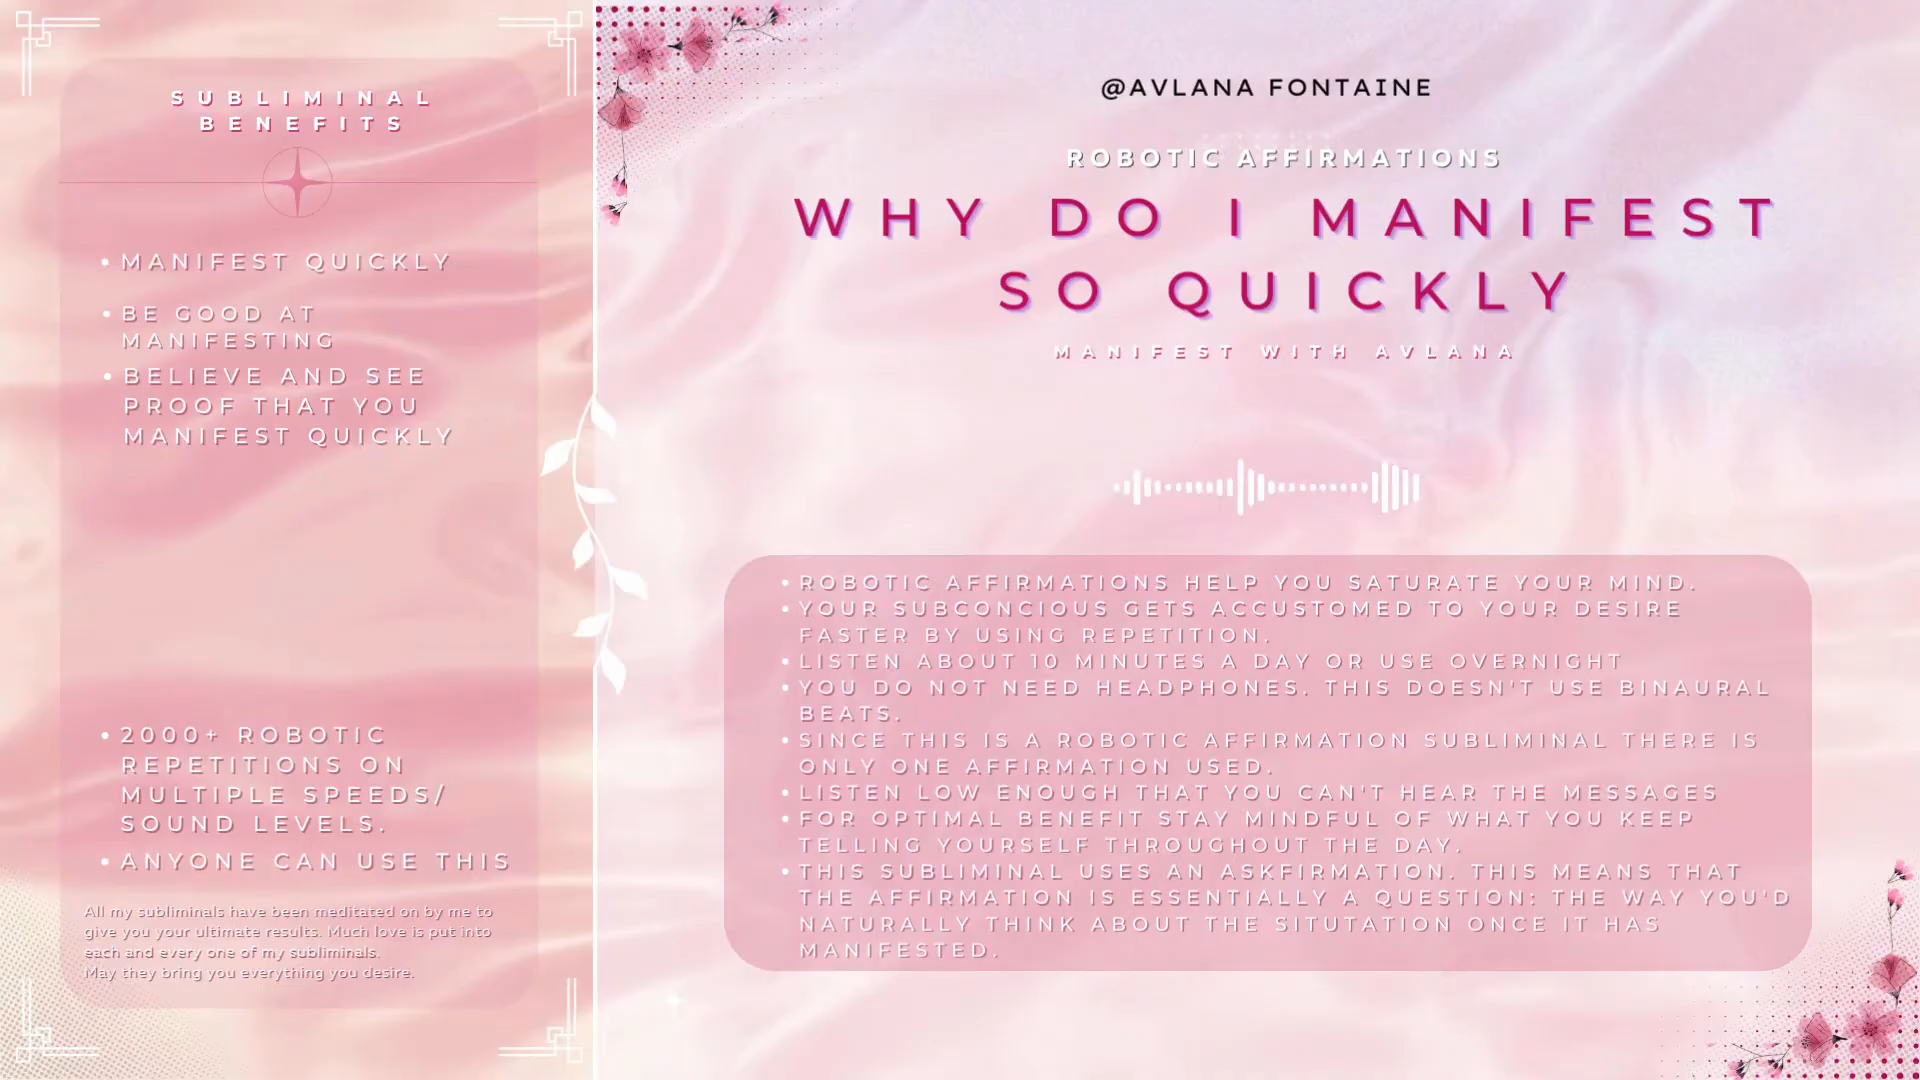 SUBLIMINAL
BENEFITS
• MANIFEST QUICKLY
• BE GOOD AT
MANIFESTING
• BELIEVE AND SEE
PROOF THAT YOU
MANIFEST QUICKLY
• 2000+ ROBOTIC
REPETITIONS ON
MULTIPLE SPEEDS/
SOUND LEVELS.
• ANYONE CAN USE THIS
All my subliminals have been meditated on by me to
give you your ultimate results. Much love is put into
each and every one of my subliminals.
May they bring you everything you desire.
@AVLANA FONTAINE
ROBOTIC AFFIRMATIONS
WHY DO I MANIFEST
SO QUICKLY
MANIFEST WITH AVLANA
• ROBOTIC AFFIRMATIONS HELP YOU SATURATE YOUR MIND.
• YOUR SUBCONCIOUS GETS ACCUSTOMED TO YOUR DESIRE
FASTER BY USING REPETITION.
• LISTEN ABOUT 10 MINUTES A DAY OR USE OVERNIGHT
• YOU DO NOT NEED HEADPHONES. THIS DOESN'T USE BINAURAL
BEATS.
• SINCE THIS IS A ROBOTIC AFFIRMATION SUBLIMINAL THERE IS
ONLY ONE AFFIRMATION USED.
• LISTEN LOW ENOUGH THAT YOU CAN'T HEAR THE MESSAGES
• FOR OPTIMAL BENEFIT STAY MINDFUL OF WHAT YOU KEEP
TELLING YOURSELF THROUGHOUT THE DAY.
• THIS SUBLIMINAL USES AN ASKFIRMATION. THIS MEANS THAT
THE AFFIRMATION IS ESSENTIALLY A QUESTION: THE WAY YOU'D
NATURALLY THINK ABOUT THE SITUTATION ONCE IT HAS
MANIFESTED.